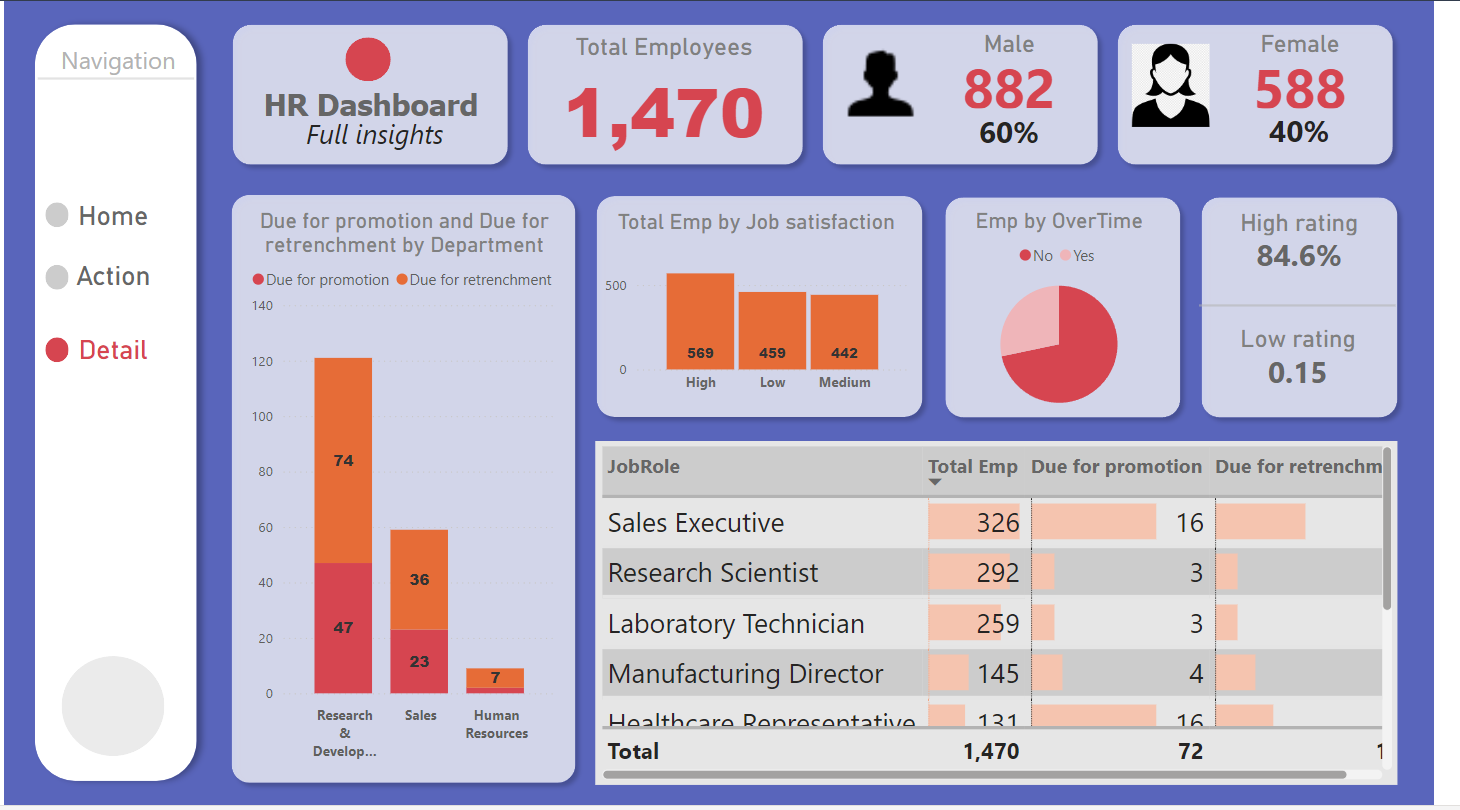 Navigation
Home
Action
Detail
HR Dashboard
Full insights
Total Employees
1,470
Male
882
60%
Female
588
40%
Due for promotion and Due for
retrenchment by Department
Due for promotion Due for retrenchment
140
120
100
80
60
40
20
0
74
47
36
23
7
Research
&
Develop...
Sales
Human
Resources
Total Emp by Job satisfaction
500
0
569 459 442
High Low Medium
Emp by OverTime
No Yes
High rating
84.6%
Low rating
0.15
JobRole Total Emp Due for promotion Due for retrenchm
Sales Executive 326 16
Research Scientist 292 3
Laboratory Technician 259 3
Manufacturing Director 145 4
Healthcare Representative 131 16
Total 1,470 72 1